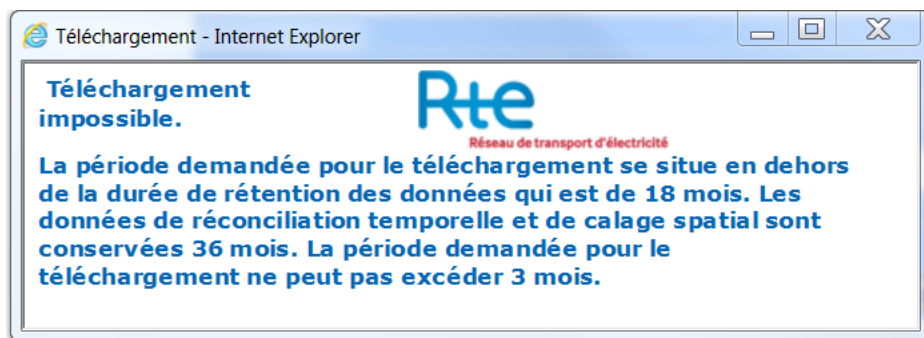 Téléchargement - Internet Explorer
Téléchargement
impossible.
Rte
Réseau de transport d'électricité
La période demandée pour le téléchargement se situe en dehors
de la durée de rétention des données qui est de 18 mois. Les
données de réconciliation temporelle et de calage spatial sont
conservées 36 mois. La période demandée pour le
téléchargement ne peut pas excéder 3 mois.